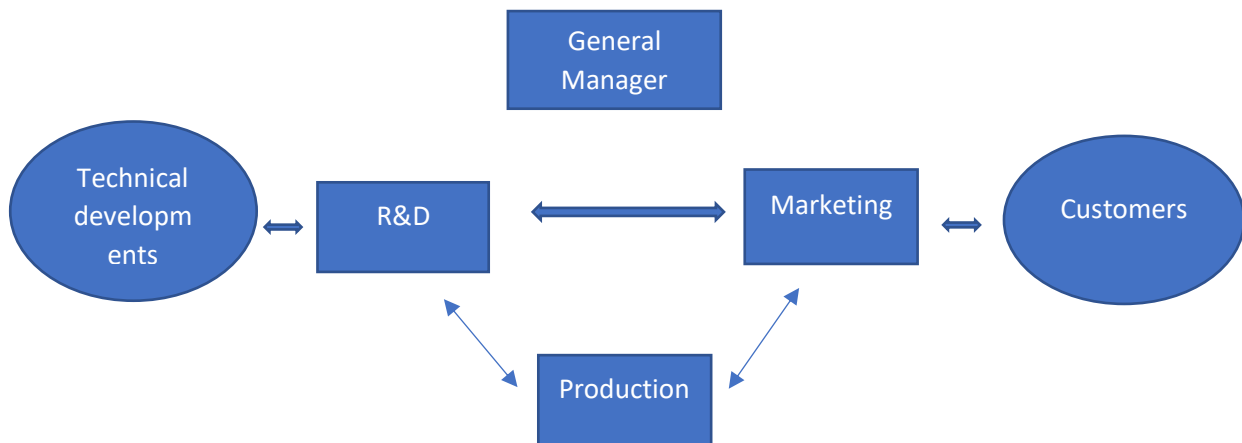 General
Manager
Technical
developm
ents
R&D
Marketing
Customers
Production